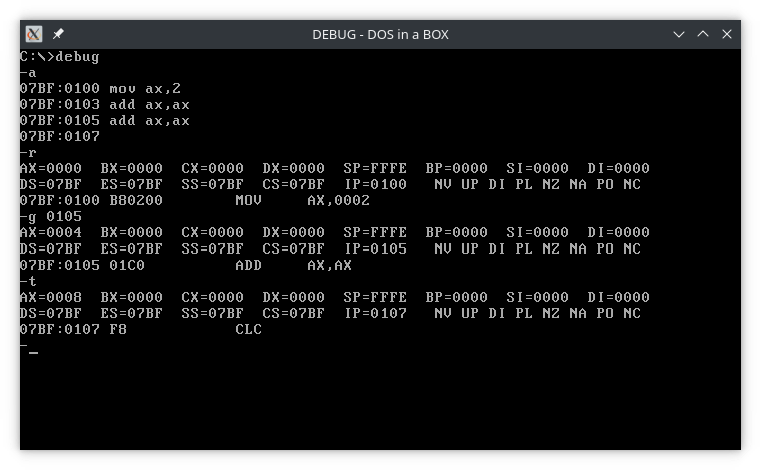 DEBUG - DOS in a BOX
C:\>debug
-a
07BF:0100 mov ax,2
07BF:0103 add ax,ax
07BF:0105 add ax,ax
07BF:0107
-r
AX=0000  BX=0000  CX=0000  DX=0000  SP=FFFE  BP=0000  SI=0000  DI=0000
DS=07BF  ES=07BF  SS=07BF  CS=07BF  IP=0100   NV UP DI PL NZ NA PO NC
07BF:0100 B80200        MOV     AX,0002
-g 0105
AX=0004  BX=0000  CX=0000  DX=0000  SP=FFFE  BP=0000  SI=0000  DI=0000
DS=07BF  ES=07BF  SS=07BF  CS=07BF  IP=0105   NV UP DI PL NZ NA PO NC
07BF:0105 01C0          ADD     AX,AX
-t
AX=0008  BX=0000  CX=0000  DX=0000  SP=FFFE  BP=0000  SI=0000  DI=0000
DS=07BF  ES=07BF  SS=07BF  CS=07BF  IP=0107   NV UP DI PL NZ NA PO NC
07BF:0107 F8            CLC
-_